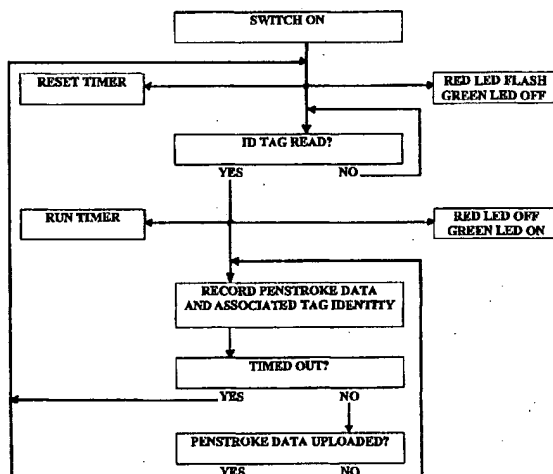 SWITCH ON
RESET TIMER
RED LED FLASH
GREEN LED OFF
ID TAG READ?
YES NO
RUN TIMER
RED LED OFF
GREEN LED ON
RECORD PENSTROKE DATA
AND ASSOCIATED TAG IDENTITY
TIMED OUT?
YES NO
PENSTROKE DATA UPLOADED?
YES NO